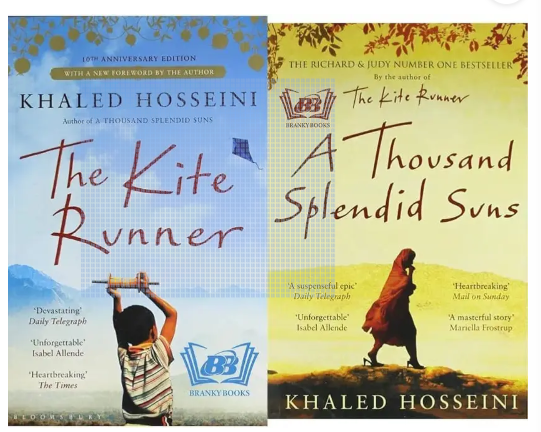 10TH ANNIVERSARY EDITION
WITH A NEW FOREWORD BY THE AUTHOR
KHALED HOSSEINI
Author of A THOUSAND SPLENDID SUNS
The Kite
Runner
'Devastating'
Daily Telegraph
'Unforgettable'
Isabel Allende
'Heartbreaking'
The Times
BB
BRANKY BOOKS
BLOOMSBURY
THE RICHARD & JUDY NUMBER ONE BESTSELLER
By the author of
The Kite Runner
BB
BRANKY BOOKS
A Thousand
Splendid Suns
'A suspenseful epic'
Daily Telegraph
'Unforgettable'
Isabel Allende
'Heartbreaking'
Mail on Sunday
'A masterful story'
Mariella Frostrup
KHALED HOSSEINI